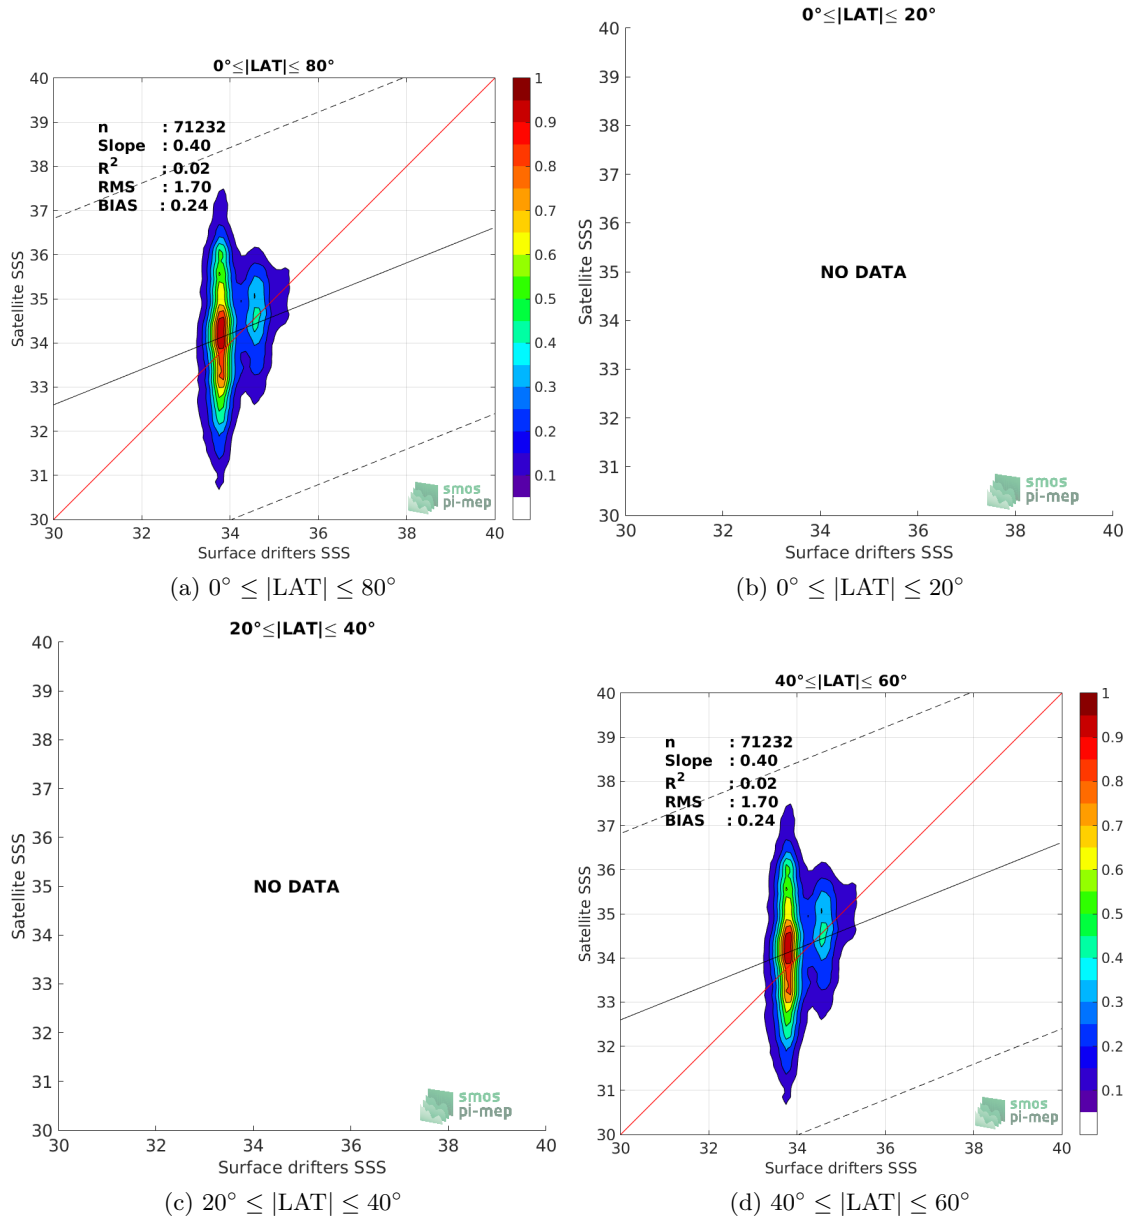 0°≤|LAT|≤ 80°
40
39
38
37
36
35
34
33
32
31
30
Satellite SSS
n : 71232
Slope : 0.40
R² : 0.02
RMS : 1.70
BIAS : 0.24
1
0.9
0.8
0.7
0.6
0.5
0.4
0.3
0.2
0.1
smos
pi-mep
30 32 34 36 38 40
Surface drifters SSS
(a) 0° ≤ |LAT| ≤ 80°
0°≤|LAT|≤ 20°
40
39
38
37
36
35
34
33
32
31
30
Satellite SSS
NO DATA
smos
pi-mep
30 32 34 36 38 40
Surface drifters SSS
(b) 0° ≤ |LAT| ≤ 20°
20°≤|LAT|≤ 40°
40
39
38
37
36
35
34
33
32
31
30
Satellite SSS
NO DATA
smos
pi-mep
30 32 34 36 38 40
Surface drifters SSS
(c) 20° ≤ |LAT| ≤ 40°
40°≤|LAT|≤ 60°
40
39
38
37
36
35
34
33
32
31
30
Satellite SSS
n : 71232
Slope : 0.40
R² : 0.02
RMS : 1.70
BIAS : 0.24
1
0.9
0.8
0.7
0.6
0.5
0.4
0.3
0.2
0.1
smos
pi-mep
30 32 34 36 38 40
Surface drifters SSS
(d) 40° ≤ |LAT| ≤ 60°